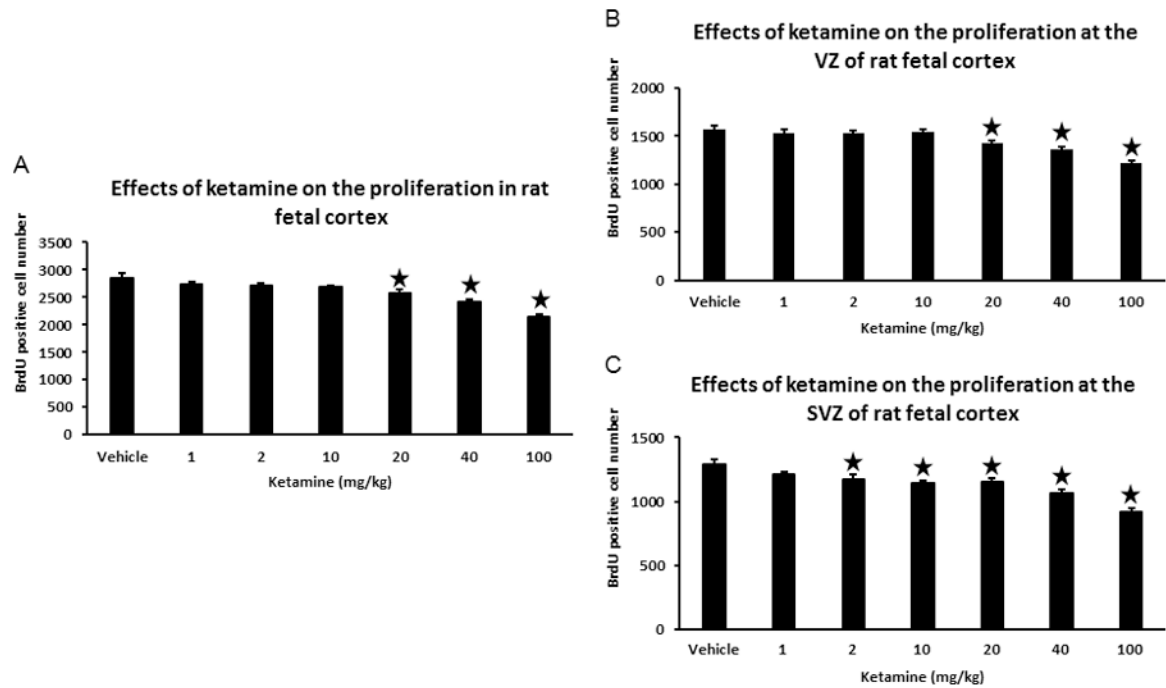 A
Effects of ketamine on the proliferation in rat
fetal cortex
BrdU positive cell number
3500
3000
2500
2000
1500
1000
500
0
Vehicle 1 2 10 20 40 100
Ketamine (mg/kg)
B
Effects of ketamine on the proliferation at the
VZ of rat fetal cortex
BrdU positive cell number
2000
1500
1000
500
0
Vehicle 1 2 10 20 40 100
Ketamine (mg/kg)
C
Effects of ketamine on the proliferation at the
SVZ of rat fetal cortex
BrdU positive cell number
1500
1000
500
0
Vehicle 1 2 10 20 40 100
Ketamine (mg/kg)